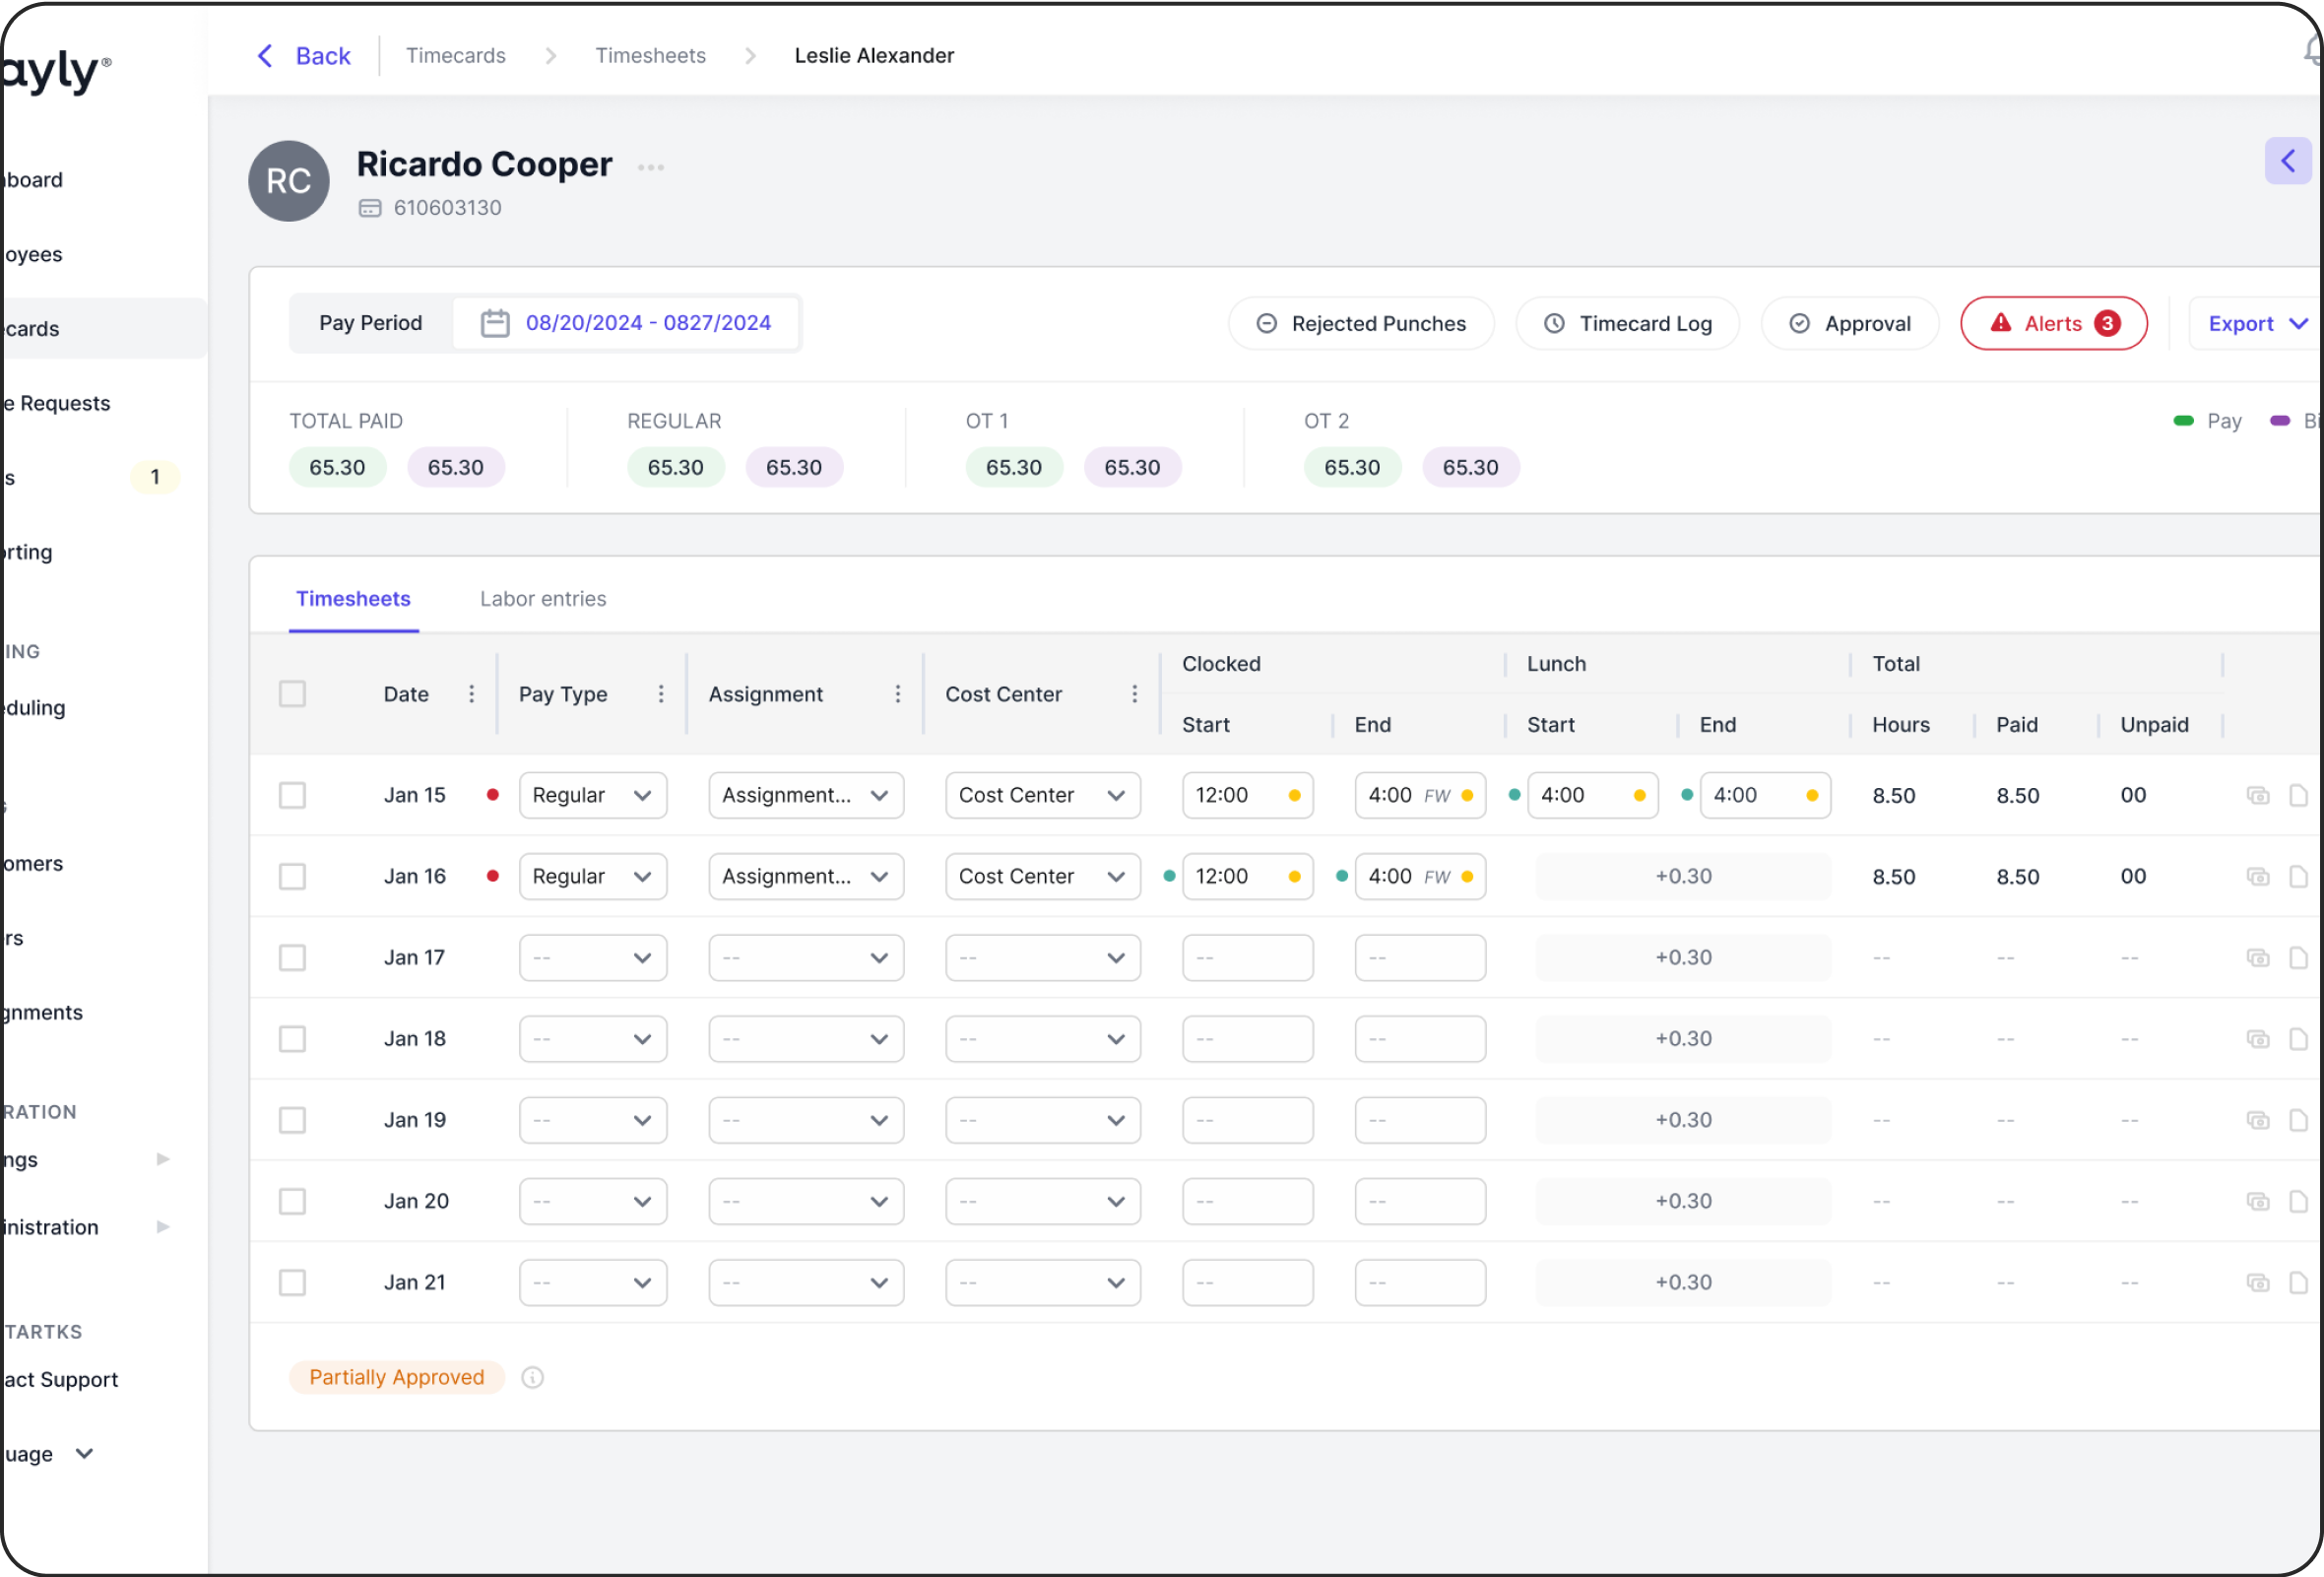 ayly®
board
oyees
cards
e Requests
s 1
rting
ING
eduling
omers
rs
gnments
RATION
ngs
inistration
TARTKS
act Support
uage
Back Timecards Timesheets Leslie Alexander
RC
Ricardo Cooper
610603130
Pay Period 08/20/2024 - 0827/2024 Rejected Punches Timecard Log Approval Alerts 3 Export
TOTAL PAID REGULAR OT 1 OT 2 Pay Bi
65.30 65.30 65.30 65.30 65.30 65.30 65.30 65.30
Timesheets Labor entries
Clocked Lunch Total
Date Pay Type Assignment Cost Center
Start End Start End Hours Paid Unpaid
Jan 15 Regular Assignment... Cost Center 12:00 4:00 FW 4:00 4:00 8.50 8.50 00
Jan 16 Regular Assignment... Cost Center 12:00 4:00 FW +0.30 8.50 8.50 00
Jan 17 -- -- -- -- -- +0.30 -- -- --
Jan 18 -- -- -- -- -- +0.30 -- -- --
Jan 19 -- -- -- -- -- +0.30 -- -- --
Jan 20 -- -- -- -- -- +0.30 -- -- --
Jan 21 -- -- -- -- -- +0.30 -- -- --
Partially Approved